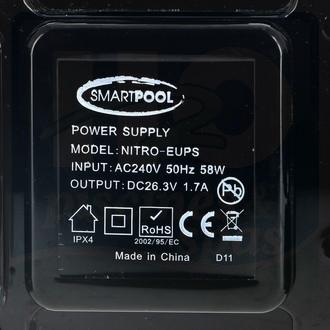 SMARTPOOL
POWER SUPPLY
MODEL: NITRO-EUPS
INPUT: AC240V 50Hz 58W
OUTPUT: DC26.3V 1.7A
Pb
IPX4
RoHS
2002/95/EC
Made in China
D11